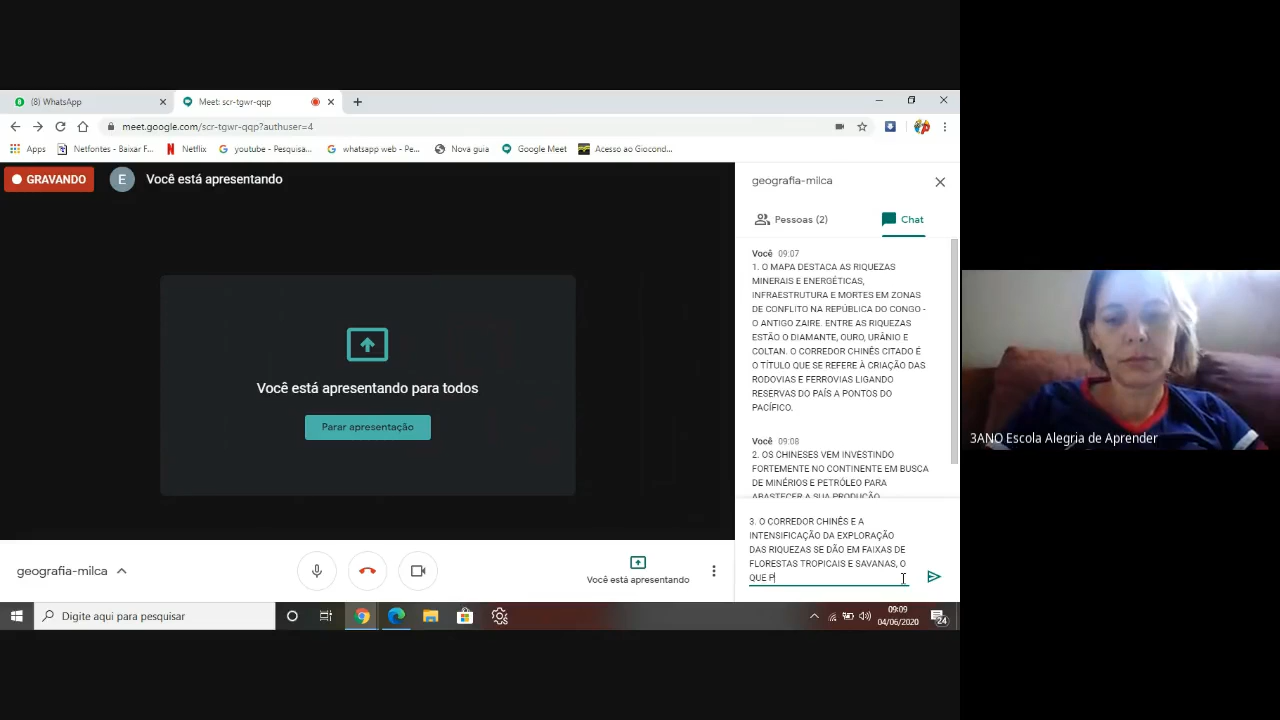 (8) WhatsApp
Meet: scr-tgwr-qqp
meet.google.com/scr-tgwr-qqp?authuser=4
Apps
Netfontes - Baixar F...
Netflix
youtube - Pesquisa...
whatsapp web - Pe...
Nova guia
Google Meet
Acesso ao Giocond...
GRAVANDO
E
Você está apresentando
geografia-milca
Pessoas (2)
Chat
Você está apresentando para todos
Parar apresentação
Você 09:07
1. O MAPA DESTACA AS RIQUEZAS
MINERAIS E ENERGÉTICAS,
INFRAESTRUTURA E MORTES EM ZONAS
DE CONFLITO NA REPÚBLICA DO CONGO -
O ANTIGO ZAIRE. ENTRE AS RIQUEZAS
ESTÃO O DIAMANTE, OURO, URÂNIO E
COLTAN. O CORREDOR CHINÊS CITADO É
O TÍTULO QUE SE REFERE À CRIAÇÃO DAS
RODOVIAS E FERROVIAS LIGANDO
RESERVAS DO PAÍS A PONTOS DO
PACÍFICO.
Você 09:08
2. OS CHINESES VEM INVESTINDO
FORTEMENTE NO CONTINENTE EM BUSCA
DE MINÉRIOS E PETRÓLEO PARA
ABASTECER A SUA PRODUÇÃO
3. O CORREDOR CHINÊS E A
INTENSIFICAÇÃO DA EXPLORAÇÃO
DAS RIQUEZAS SE DÃO EM FAIXAS DE
FLORESTAS TROPICAIS E SAVANAS, O
QUE P
3ANO Escola Alegria de Aprender
geografia-milca
Você está apresentando
Digite aqui para pesquisar
09:09
04/06/2020
24